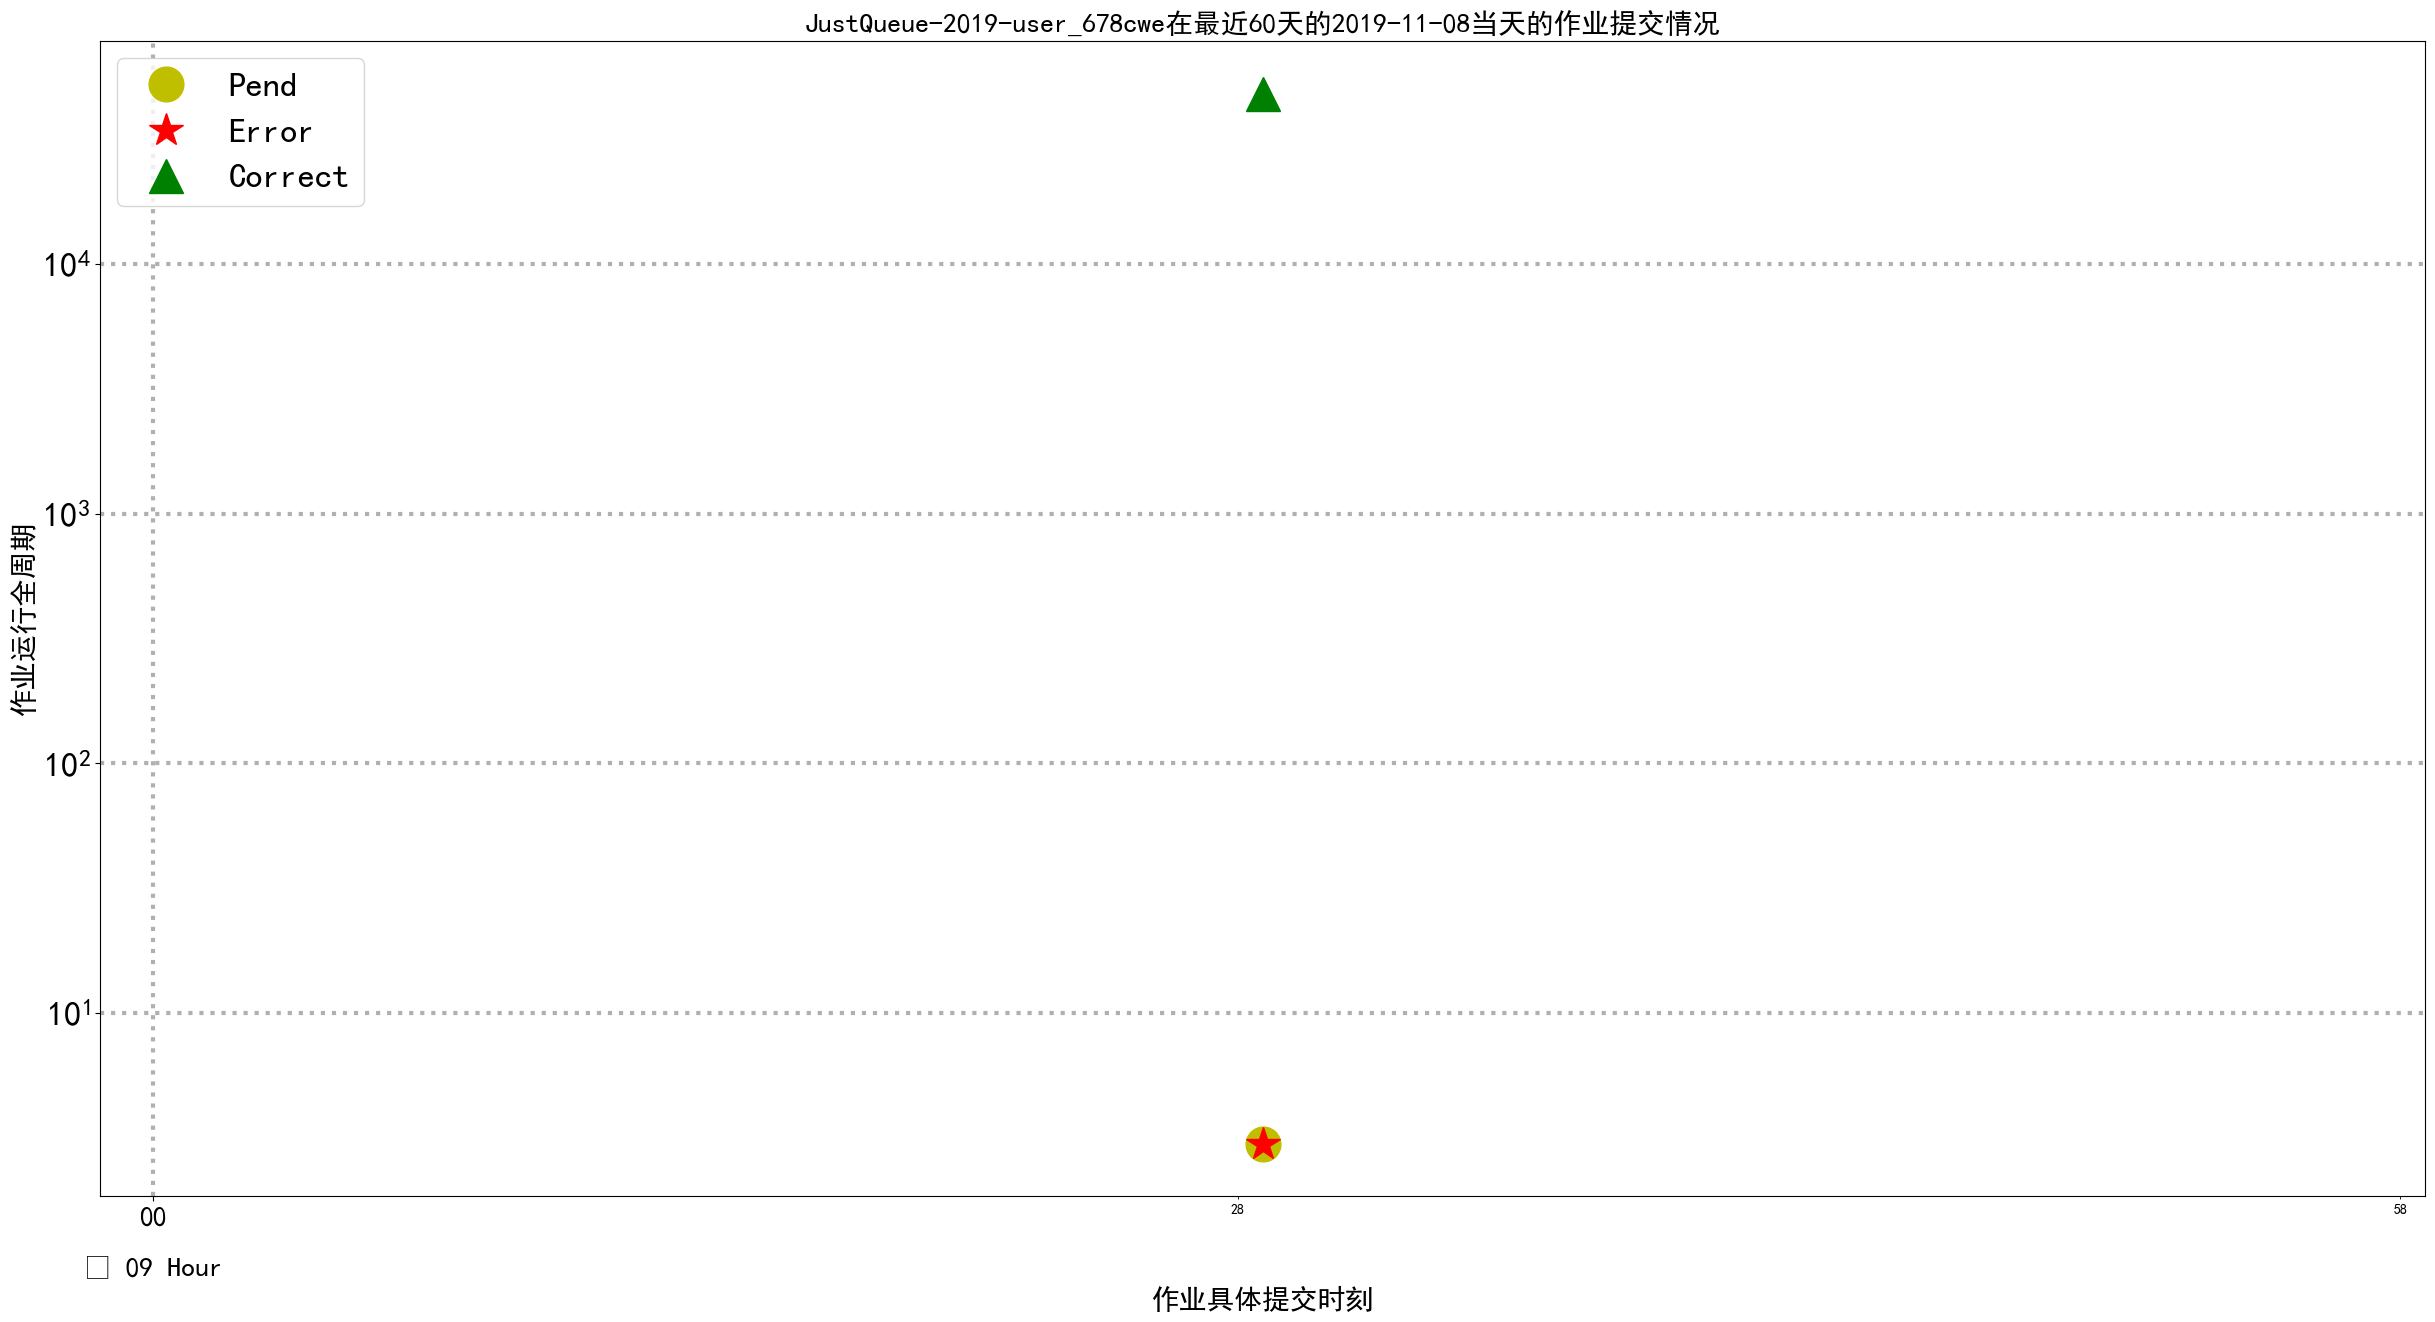 JustQueue-2019-user_678cwe在最近60天的2019-11-08当天的作业提交情况
Pend
Error
Correct
10⁴
10³
10²
10¹
作业运行全周期
00
28
58
□ 09 Hour
作业具体提交时刻